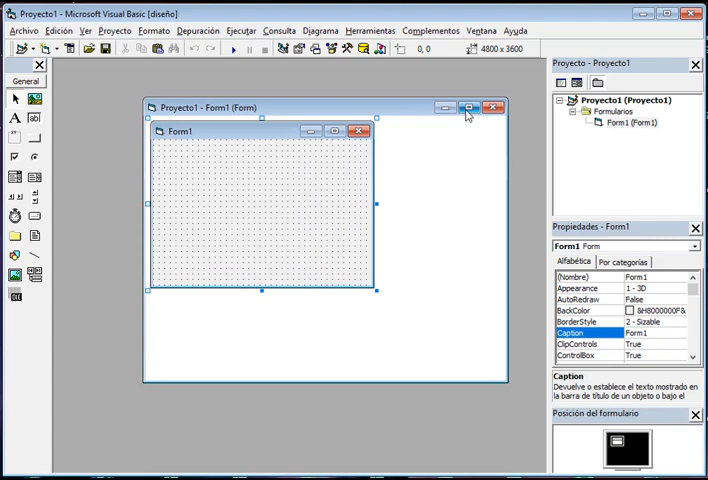 Proyecto1 - Microsoft Visual Basic [diseño]
Archivo Edición Ver Proyecto Formato Depuración Ejecutar Consulta Diagrama Herramientas Complementos Ventana Ayuda
0, 0
4800 x 3600
General
A
ab
OLE
Proyecto1 - Form1 (Form)
Form1
Proyecto - Proyecto1
Proyecto1 (Proyecto1)
Formularios
Form1 (Form1)
Propiedades - Form1
Form1 Form
Alfabética Por categorías
(Nombre) Form1
Appearance 1 - 3D
AutoRedraw False
BackColor &H8000000F&
BorderStyle 2 - Sizable
Caption Form1
ClipControls True
ControlBox True
Caption
Devuelve o establece el texto mostrado en
la barra de título de un objeto o bajo el
Posición del formulario